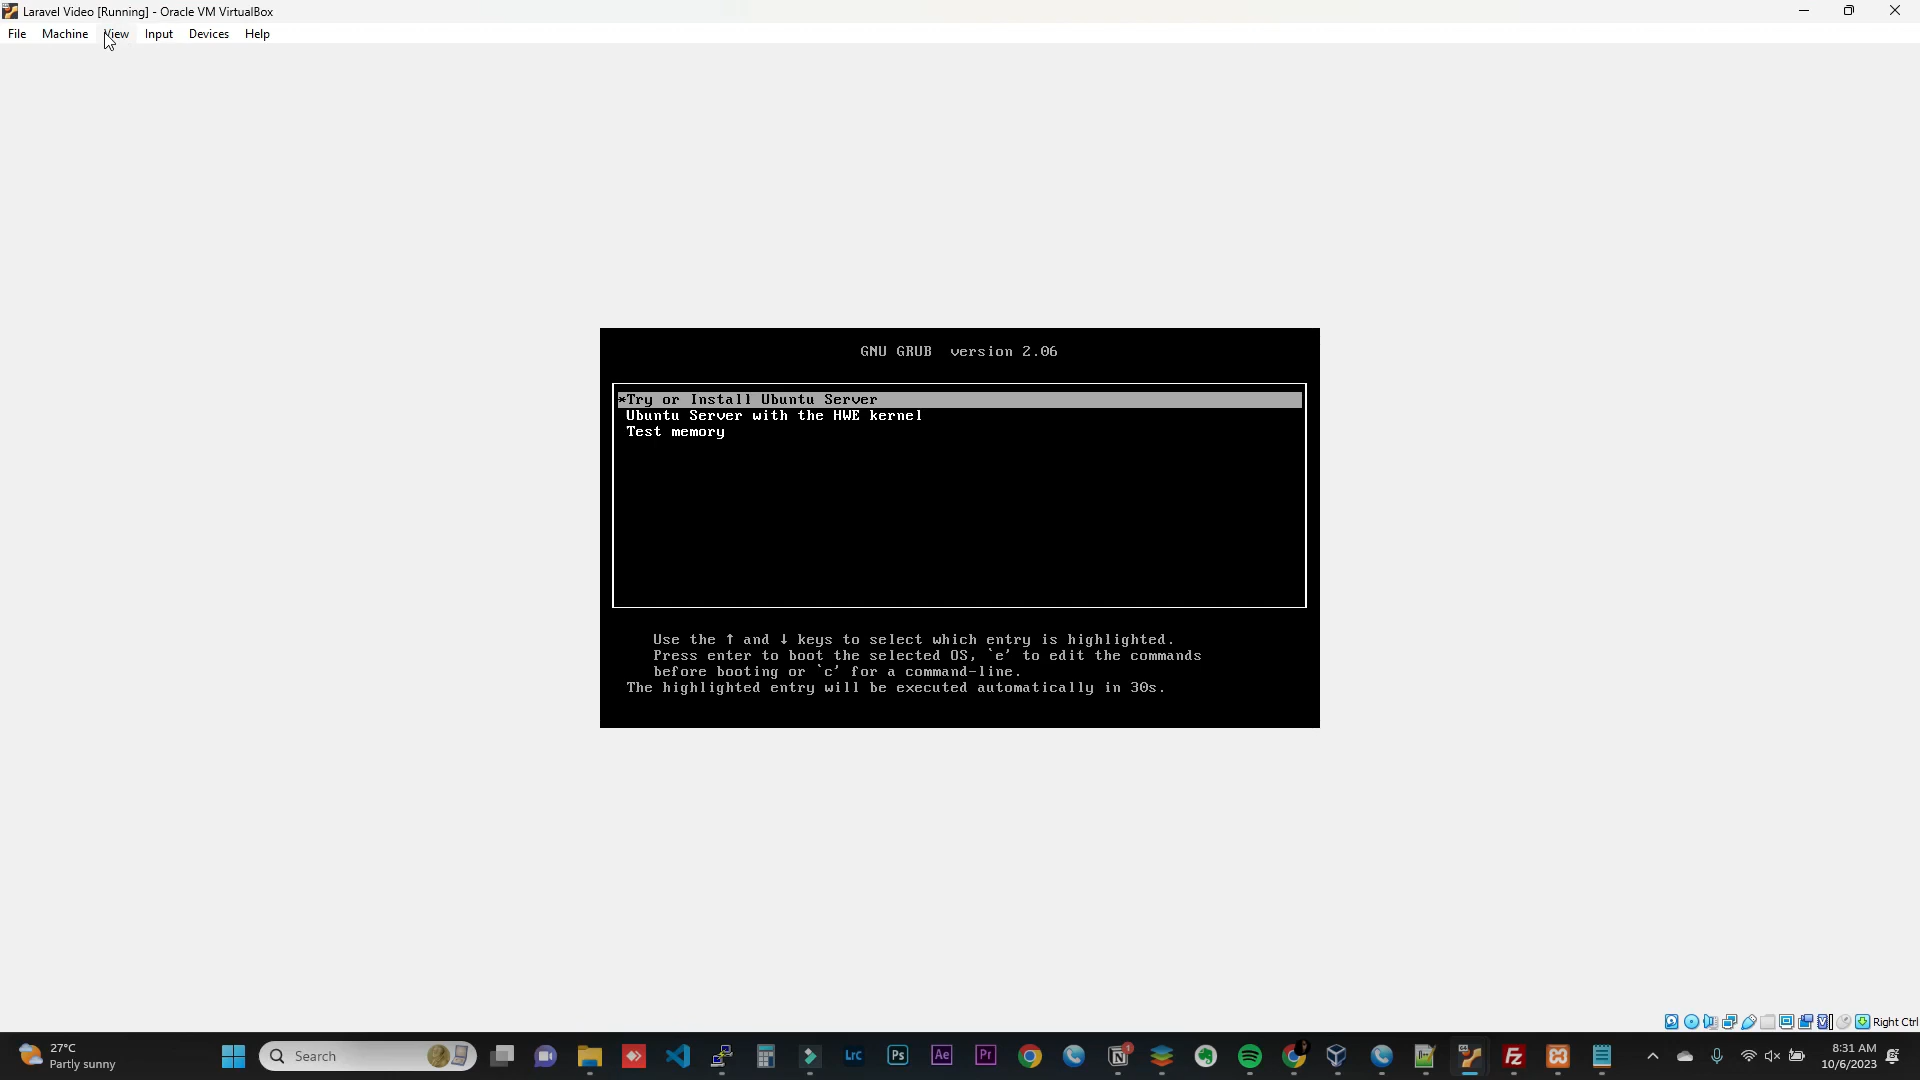 Laravel Video [Running] - Oracle VM VirtualBox
File Machine View Input Devices Help
GNU GRUB version 2.06
*Try or Install Ubuntu Server
Ubuntu Server with the HWE kernel
Test memory
Use the ↑ and ↓ keys to select which entry is highlighted.
Press enter to boot the selected OS, `e' to edit the commands
before booting or `c' for a command-line.
The highlighted entry will be executed automatically in 30s.
Right Ctrl
27°C
Partly sunny
Search
Lrc
Ps
Ae
Pr
1
Fz
8:31 AM
10/6/2023